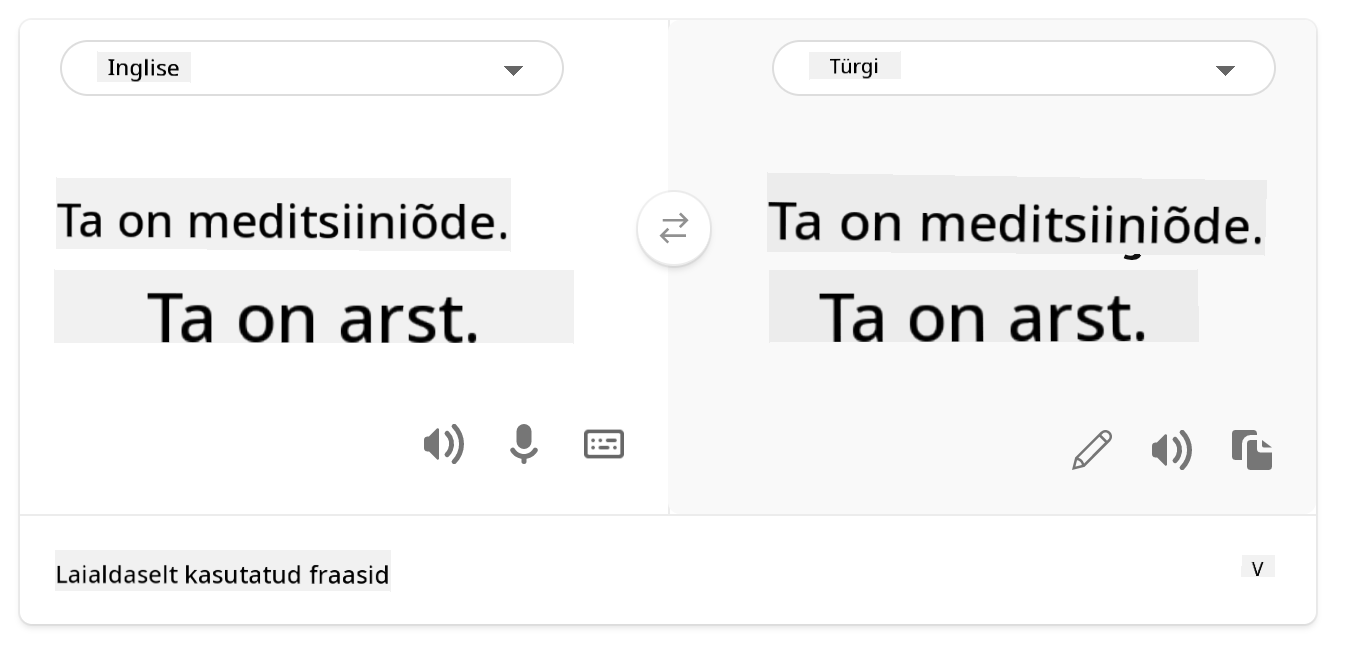 Inglise
Türgi
Ta on meditsiiniõde.
Ta on arst.
Ta on meditsiiniõde.
Ta on arst.
Laialdaselt kasutatud fraasid
V